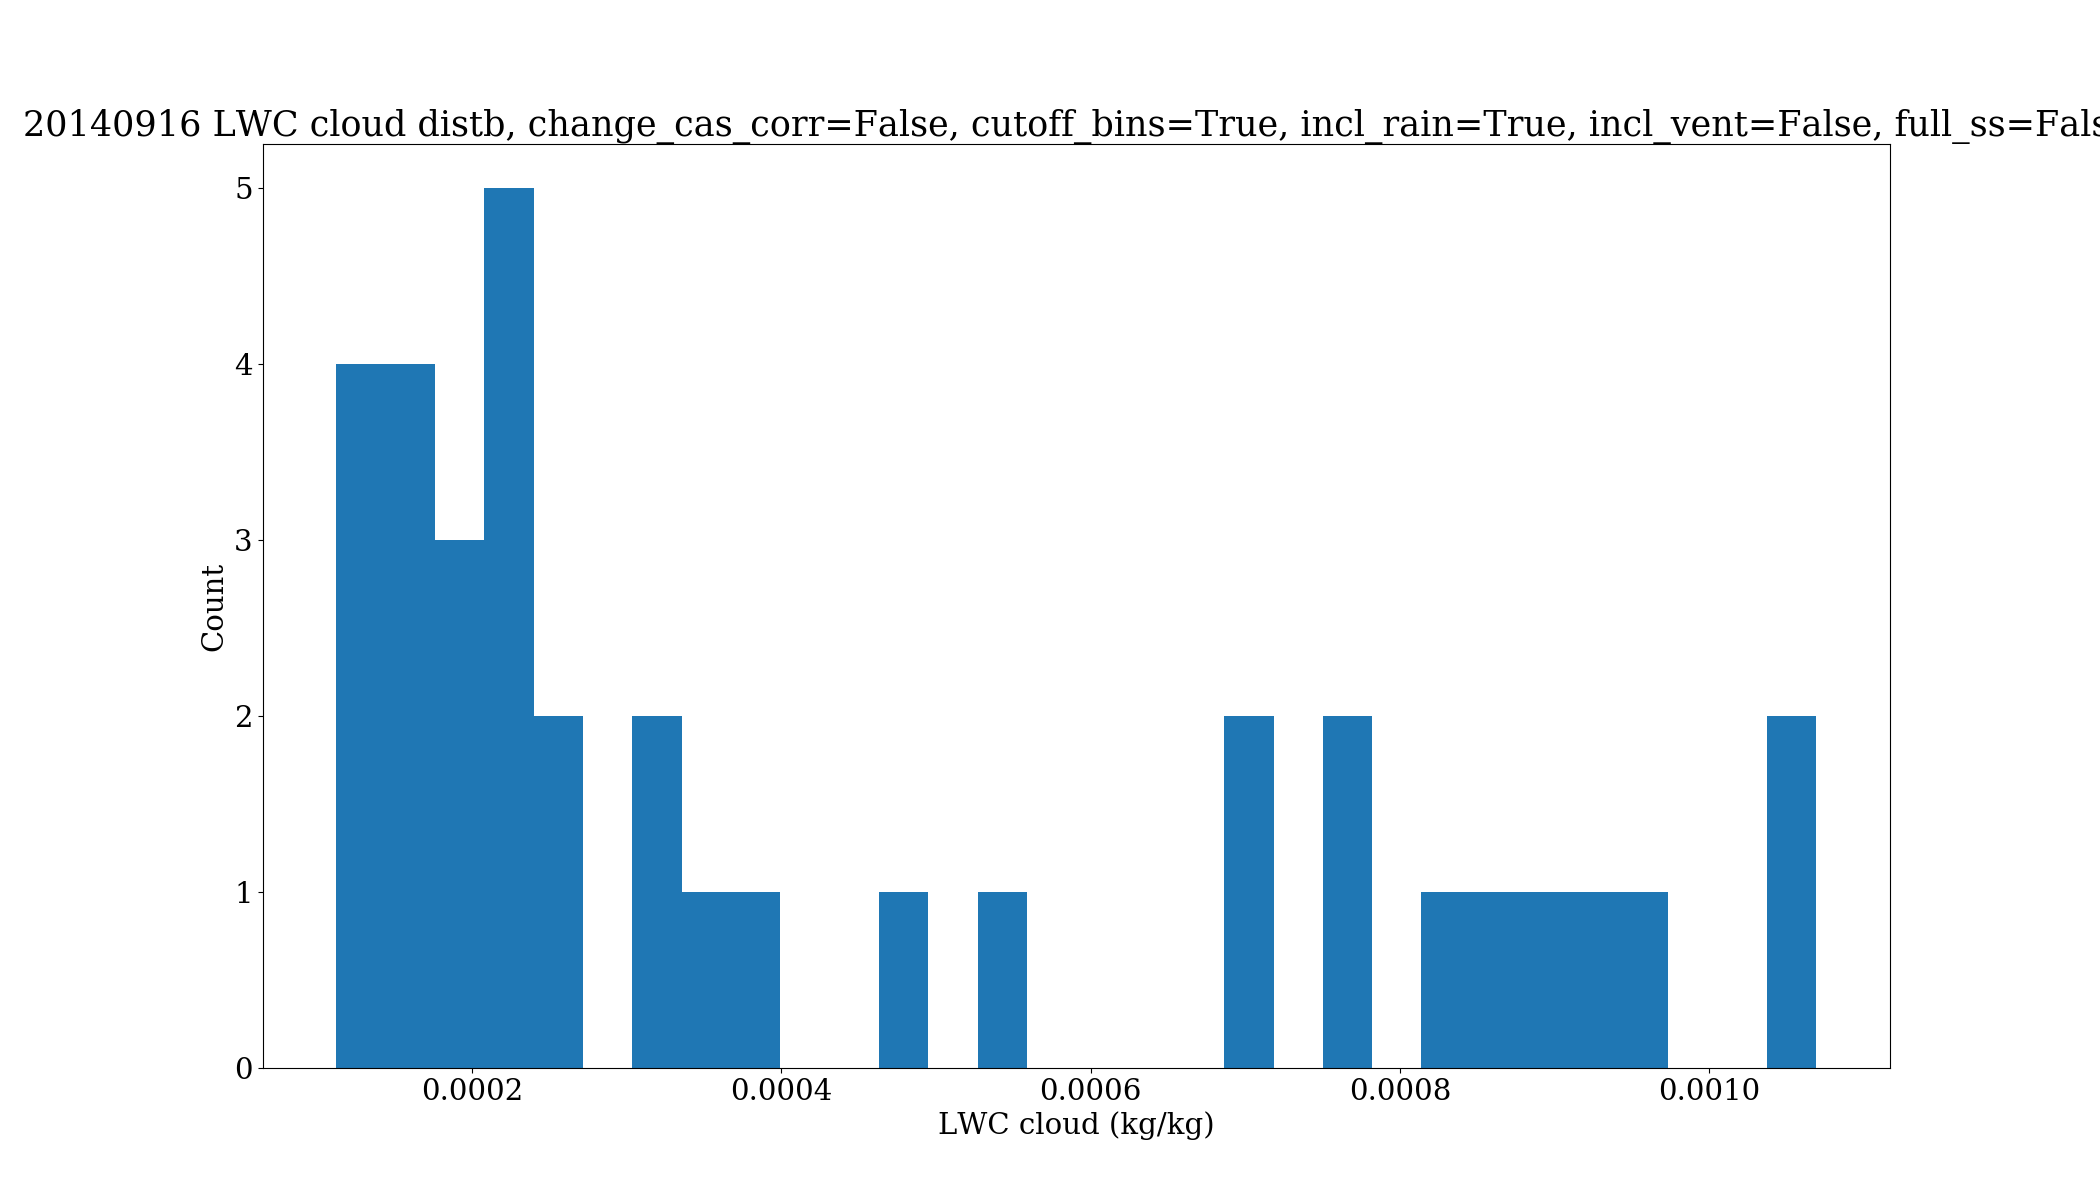 20140916 LWC cloud distb, change_cas_corr=False, cutoff_bins=True, incl_rain=True, incl_vent=False, full_ss=Fals
5
4
3
2
1
0
Count
0.0002 0.0004 0.0006 0.0008 0.0010
LWC cloud (kg/kg)